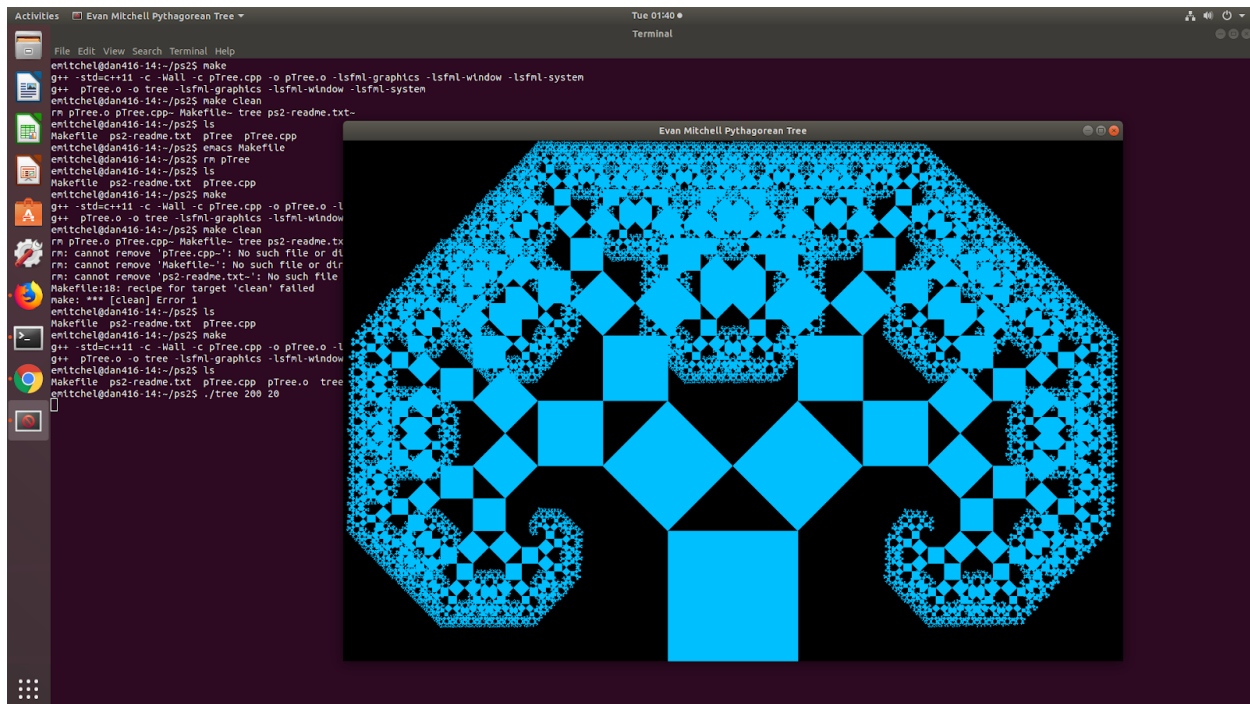 Activities Evan Mitchell Pythagorean Tree Tue 01:40
Terminal
File Edit View Search Terminal Help
emitchel@dan416-14:~/ps2$ make
g++ -std=c++11 -c -Wall -c pTree.cpp -o pTree.o -lsfml-graphics -lsfml-window -lsfml-system
g++  pTree.o -o tree -lsfml-graphics -lsfml-window -lsfml-system
emitchel@dan416-14:~/ps2$ make clean
rm pTree.o pTree.cpp~ Makefile~ tree ps2-readme.txt~
emitchel@dan416-14:~/ps2$ ls
Makefile  ps2-readme.txt  pTree  pTree.cpp
emitchel@dan416-14:~/ps2$ emacs Makefile
emitchel@dan416-14:~/ps2$ rm pTree
emitchel@dan416-14:~/ps2$ ls
Makefile  ps2-readme.txt  pTree.cpp
emitchel@dan416-14:~/ps2$ make
g++ -std=c++11 -c -Wall -c pTree.cpp -o pTree.o -l
g++  pTree.o -o tree -lsfml-graphics -lsfml-window
emitchel@dan416-14:~/ps2$ make clean
rm pTree.o pTree.cpp~ Makefile~ tree ps2-readme.tx
rm: cannot remove 'pTree.cpp~': No such file or di
rm: cannot remove 'Makefile~': No such file or dir
rm: cannot remove 'ps2-readme.txt~': No such file
Makefile:18: recipe for target 'clean' failed
make: *** [clean] Error 1
emitchel@dan416-14:~/ps2$ ls
Makefile  ps2-readme.txt  pTree.cpp
emitchel@dan416-14:~/ps2$ make
g++ -std=c++11 -c -Wall -c pTree.cpp -o pTree.o -l
g++  pTree.o -o tree -lsfml-graphics -lsfml-window
emitchel@dan416-14:~/ps2$ ls
Makefile  ps2-readme.txt  pTree.cpp  pTree.o  tree
emitchel@dan416-14:~/ps2$ ./tree 200 20
Evan Mitchell Pythagorean Tree